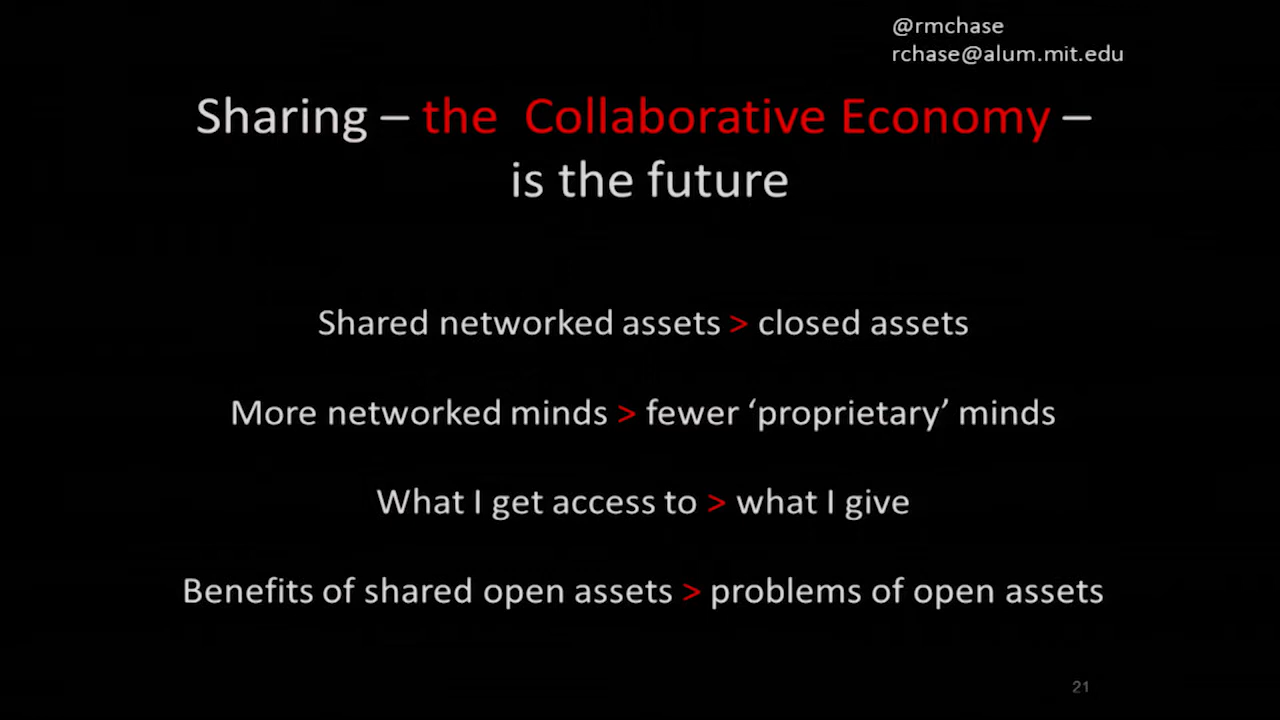 @rmchase
rchase@alum.mit.edu
Sharing – the Collaborative Economy –
is the future
Shared networked assets > closed assets
More networked minds > fewer ‘proprietary’ minds
What I get access to > what I give
Benefits of shared open assets > problems of open assets
21